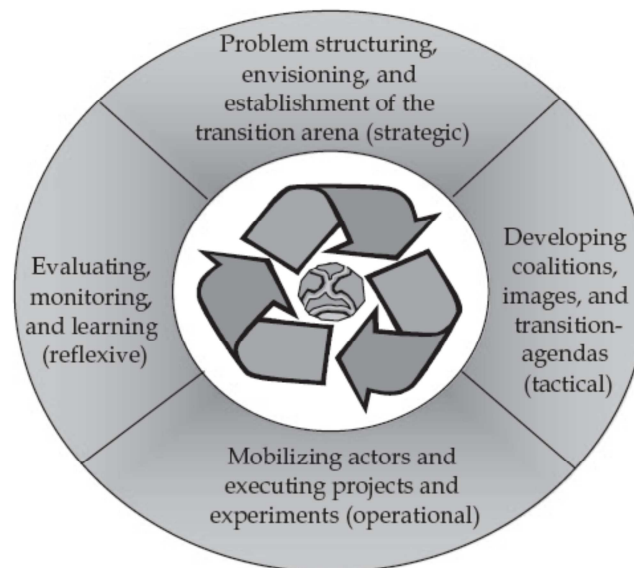 Problem structuring,
envisioning, and
establishment of the
transition arena (strategic)
Developing
coalitions,
images, and
transition-
agendas
(tactical)
Mobilizing actors and
executing projects and
experiments (operational)
Evaluating,
monitoring,
and learning
(reflexive)